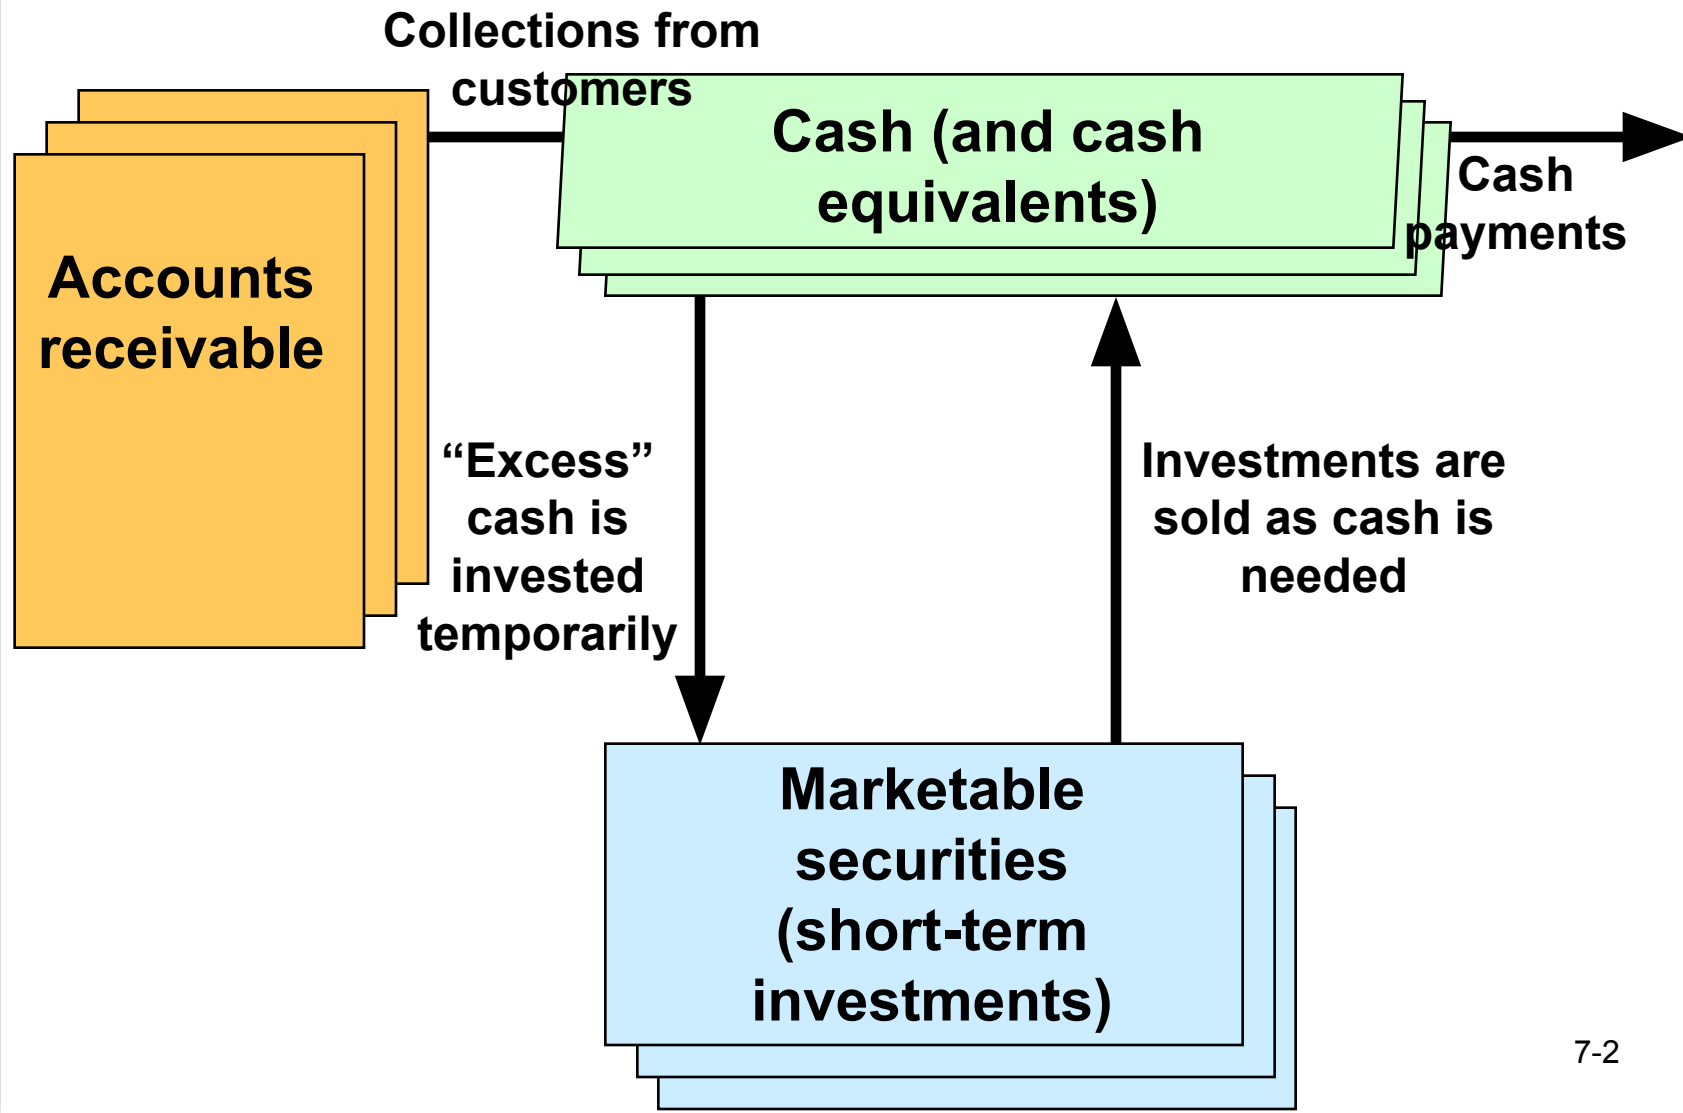 Collections from
customers
Cash (and cash
equivalents)
Cash
payments
Accounts
receivable
“Excess”
cash is
invested
temporarily
Investments are
sold as cash is
needed
Marketable
securities
(short-term
investments)
7-2